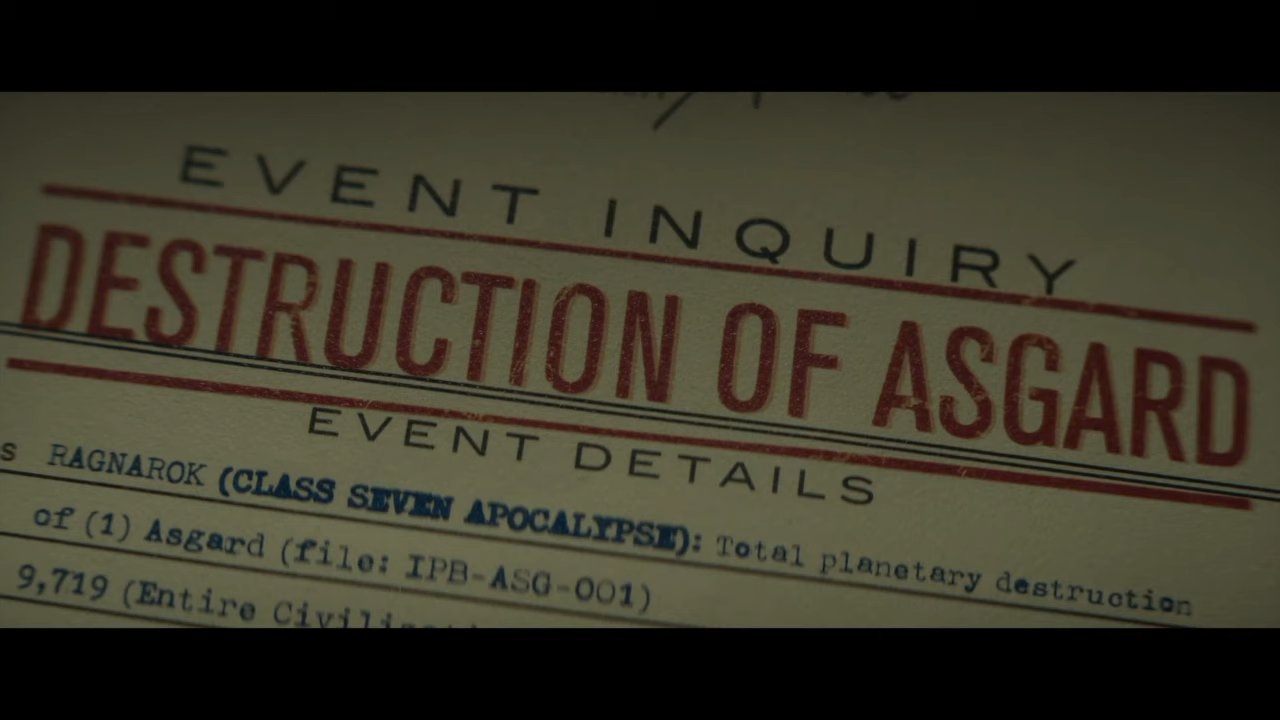 EVENT INQUIRY
DESTRUCTION OF ASGARD
EVENT DETAILS
s RAGNAROK (CLASS SEVEN APOCALYPSE): Total planetary destruction
of (1) Asgard (file: IPB-ASG-001)
9,719 (Entire